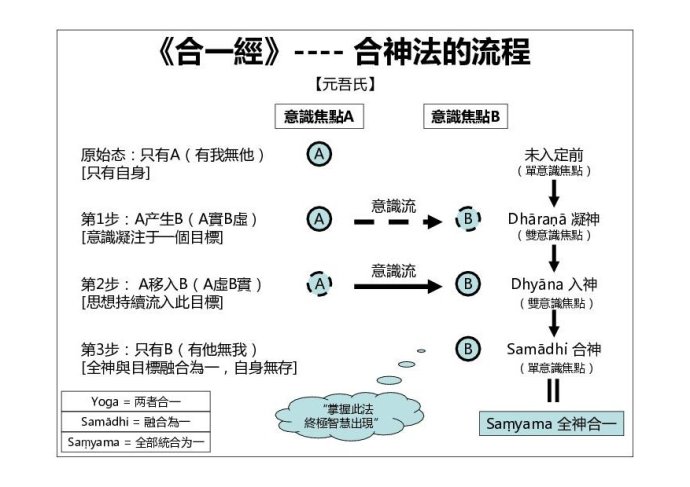 《合一經》---- 合神法的流程
【元吾氏】
意識焦點A
意識焦點B
原始态：只有A（有我無他）
[只有自身]
A
未入定前
（單意識焦點）
第1步：A产生B（A實B虛）
[意識凝注于一個目標]
A
意識流
B
Dhāraṇā 凝神
（雙意識焦點）
第2步： A移入B（A虛B實）
[思想持續流入此目標]
A
意識流
B
Dhyāna 入神
（雙意識焦點）
第3步：只有B（有他無我）
[全神與目標融合為一，自身無存]
B
Samādhi 合神
（單意識焦點）
Yoga = 两者合一
Samādhi = 融合為一
Saṃyama = 全部統合为一
“掌握此法
終極智慧出現”
Saṃyama 全神合一